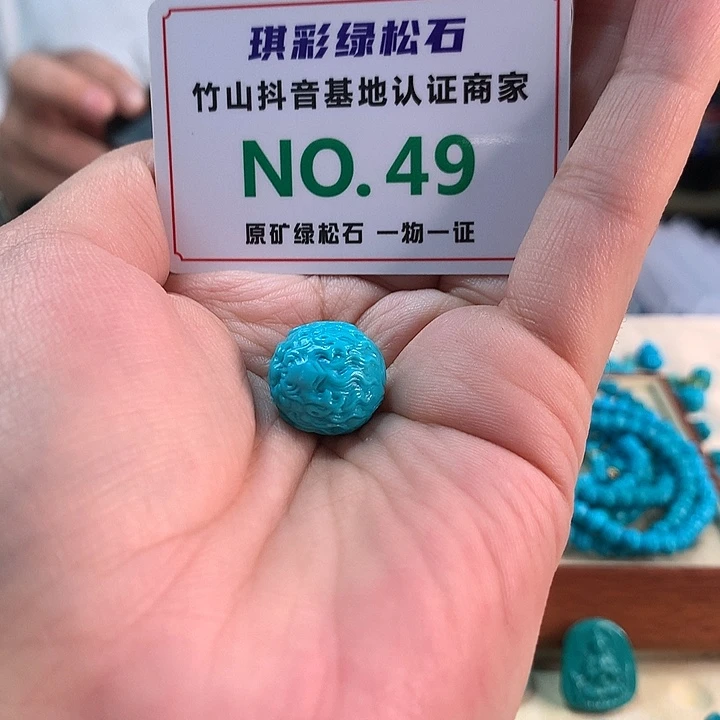 琪彩绿松石
竹山抖音基地认证商家
NO.49
原矿绿松石 一物一证